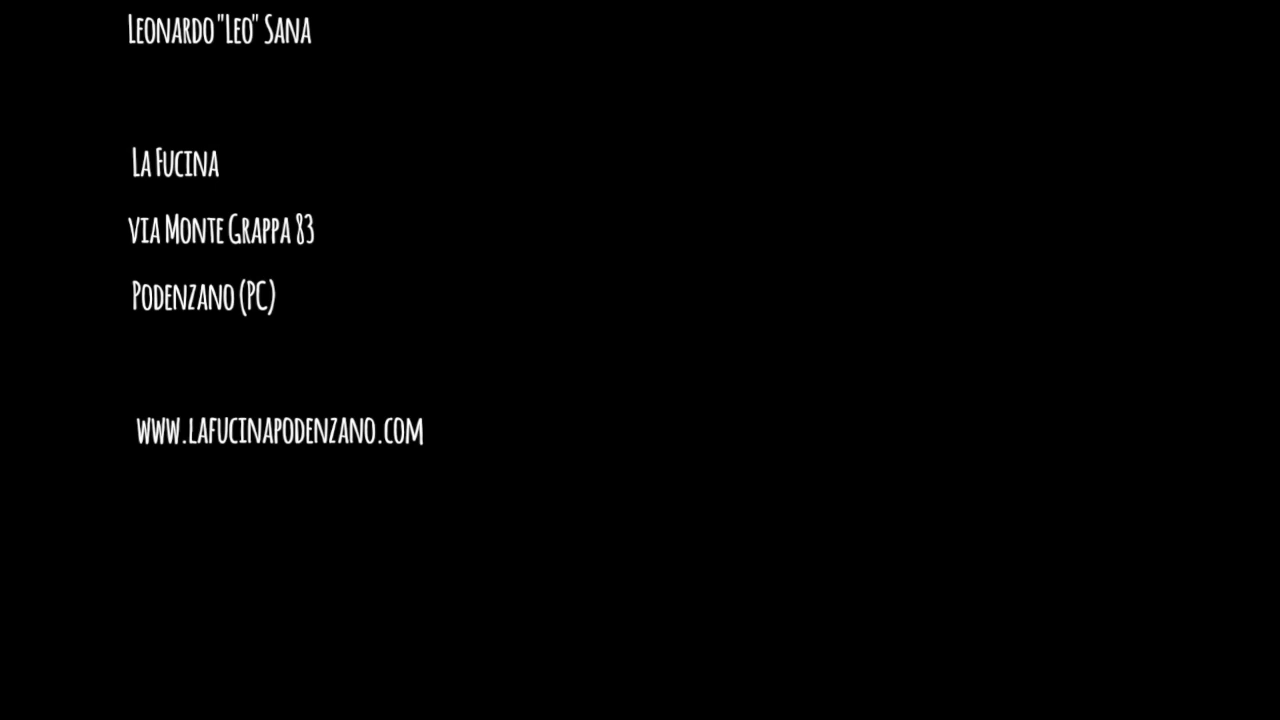 Leonardo "Leo" Sana
La Fucina
via Monte Grappa 83
Podenzano (PC)
www.lafucinapodenzano.com